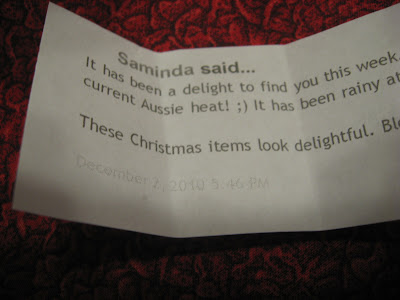 Saminda said...
It has been a delight to find you this week.
current Aussie heat! ;) It has been rainy at
These Christmas items look delightful.
December 2, 2010 5:46 PM